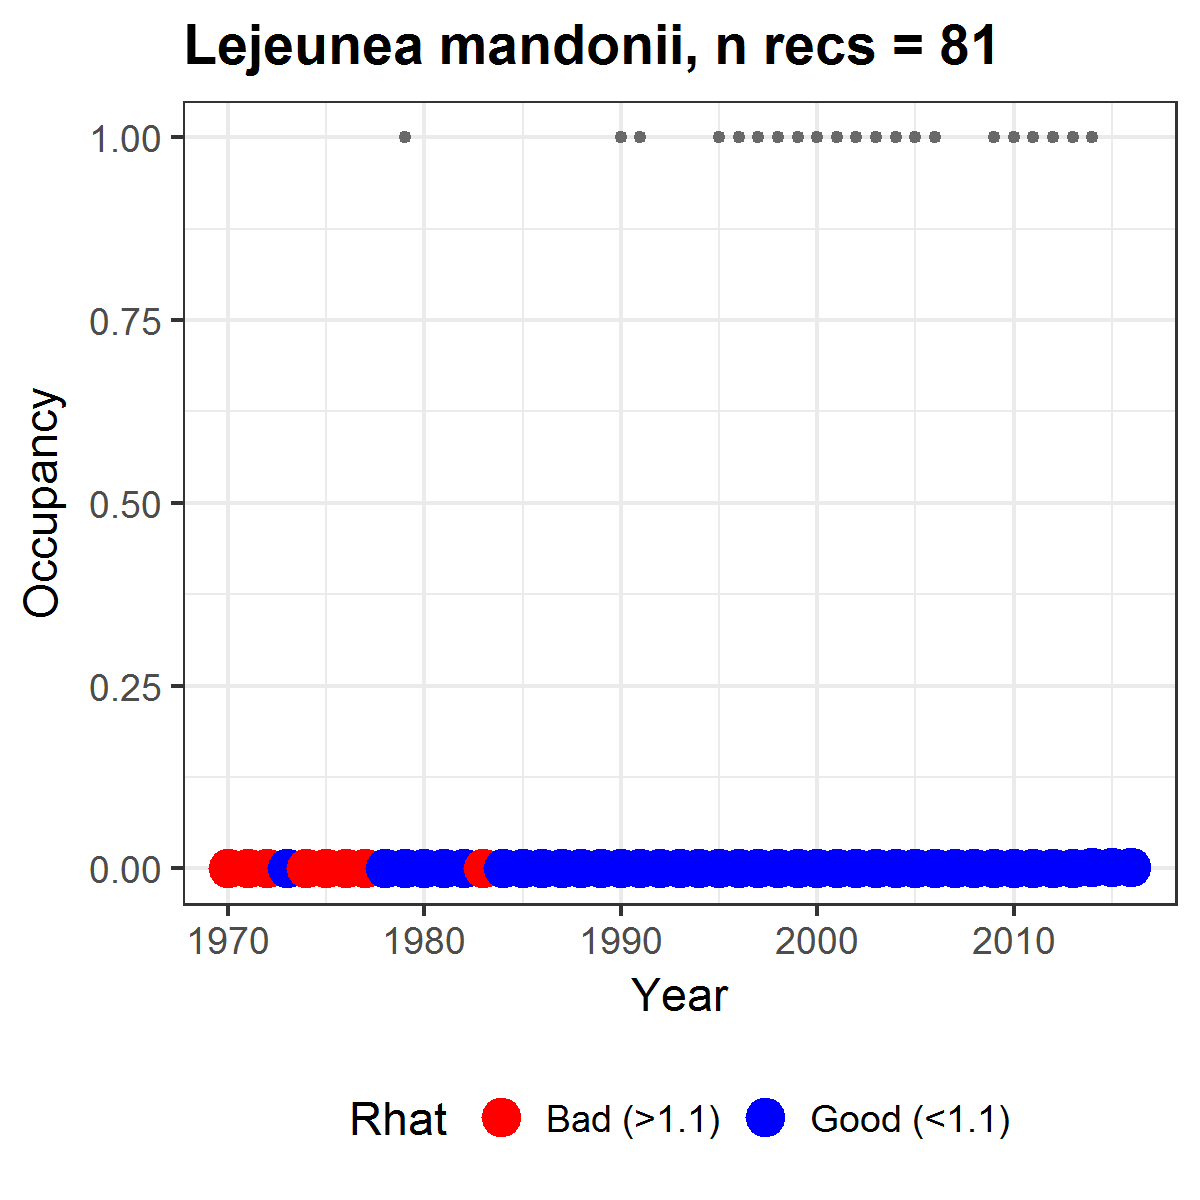 Lejeunea mandonii, n recs = 81
1.00
0.75
0.50
0.25
0.00
Occupancy
1970 1980 1990 2000 2010
Year
Rhat Bad (>1.1) Good (<1.1)